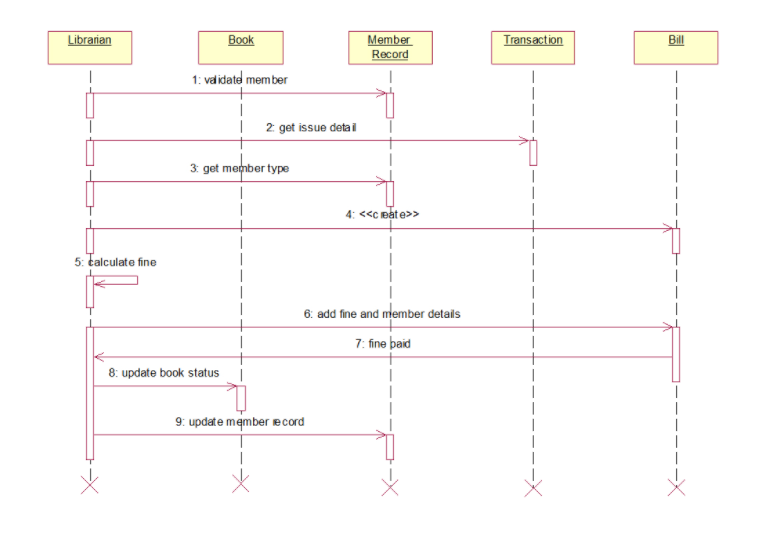 Librarian
Book
Member
Record
Transaction
Bill
1: validate member
2: get issue detail
3: get member type
4: <<create>>
5: calculate fine
6: add fine and member details
7: fine paid
8: update book status
9: update member record